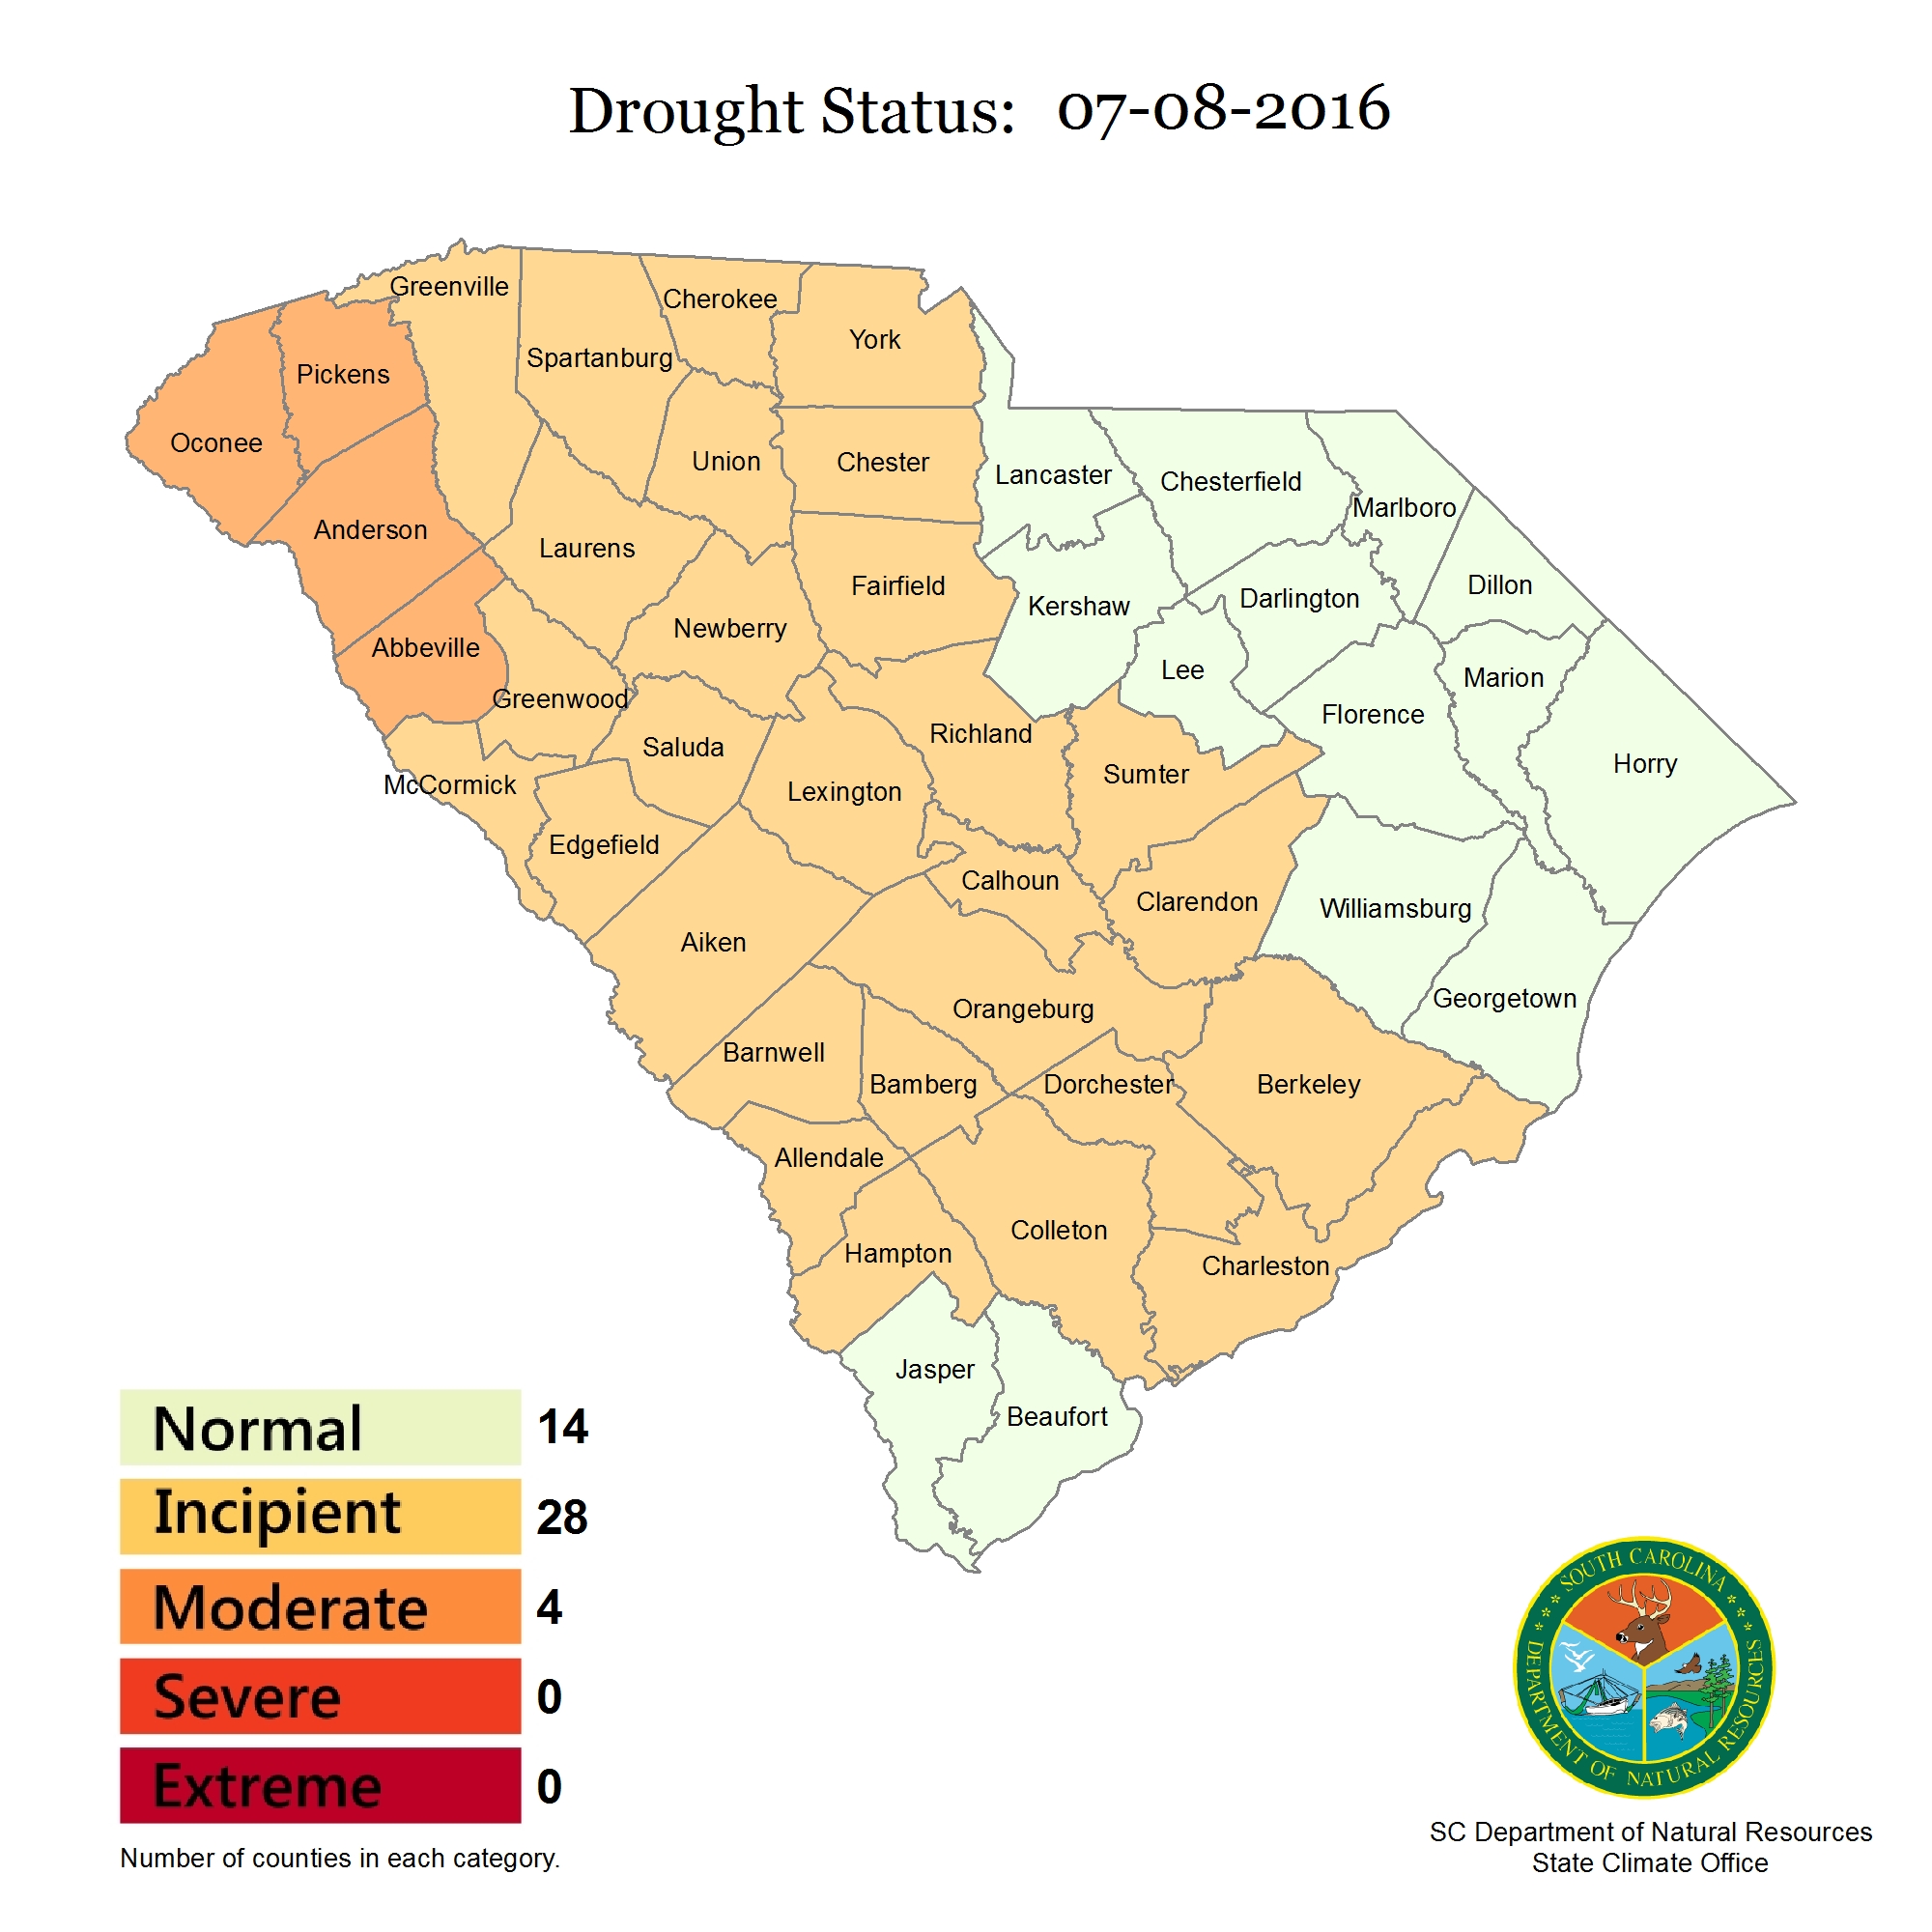 Drought Status: 07-08-2016
Greenville
Cherokee
York
Spartanburg
Pickens
Oconee
Union
Chester
Lancaster
Chesterfield
Marlboro
Anderson
Laurens
Fairfield
Dillon
Darlington
Kershaw
Newberry
Abbeville
Lee
Marion
Greenwood
Florence
Richland
Saluda
Horry
Sumter
McCormick
Lexington
Edgefield
Calhoun
Clarendon
Williamsburg
Aiken
Georgetown
Orangeburg
Barnwell
Bamberg
Dorchester
Berkeley
Allendale
Colleton
Hampton
Charleston
Jasper
Beaufort
Normal 14
Incipient 28
Moderate 4
Severe 0
Extreme 0
Number of counties in each category.
SOUTH CAROLINA
DEPARTMENT OF NATURAL RESOURCES
SC Department of Natural Resources
State Climate Office